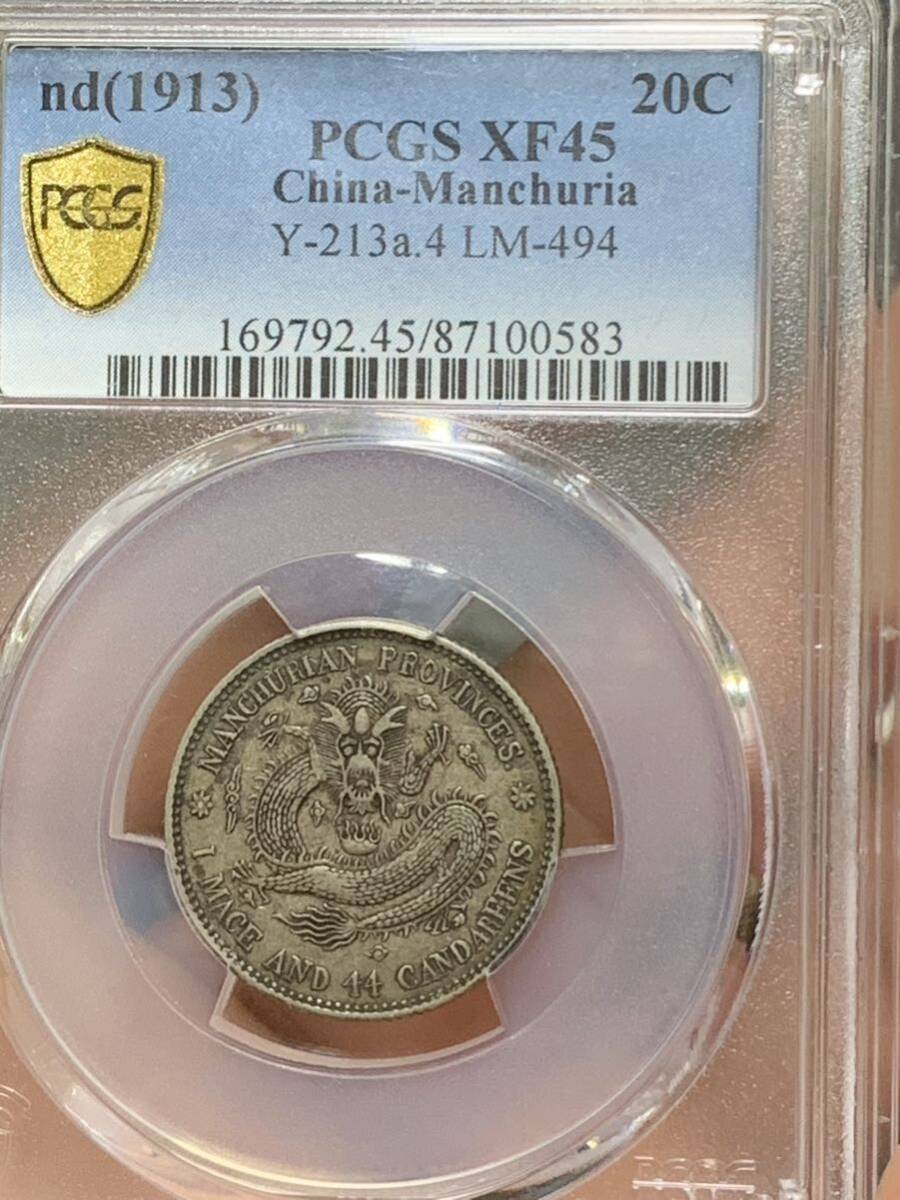 nd(1913) 20C
PCGS XF45
PCGS
China-Manchuria
Y-213a.4 LM-494
169792.45/87100583
MANCHURIAN PROVINCES
1 MACE AND 44 CANDAREENS
PCGS